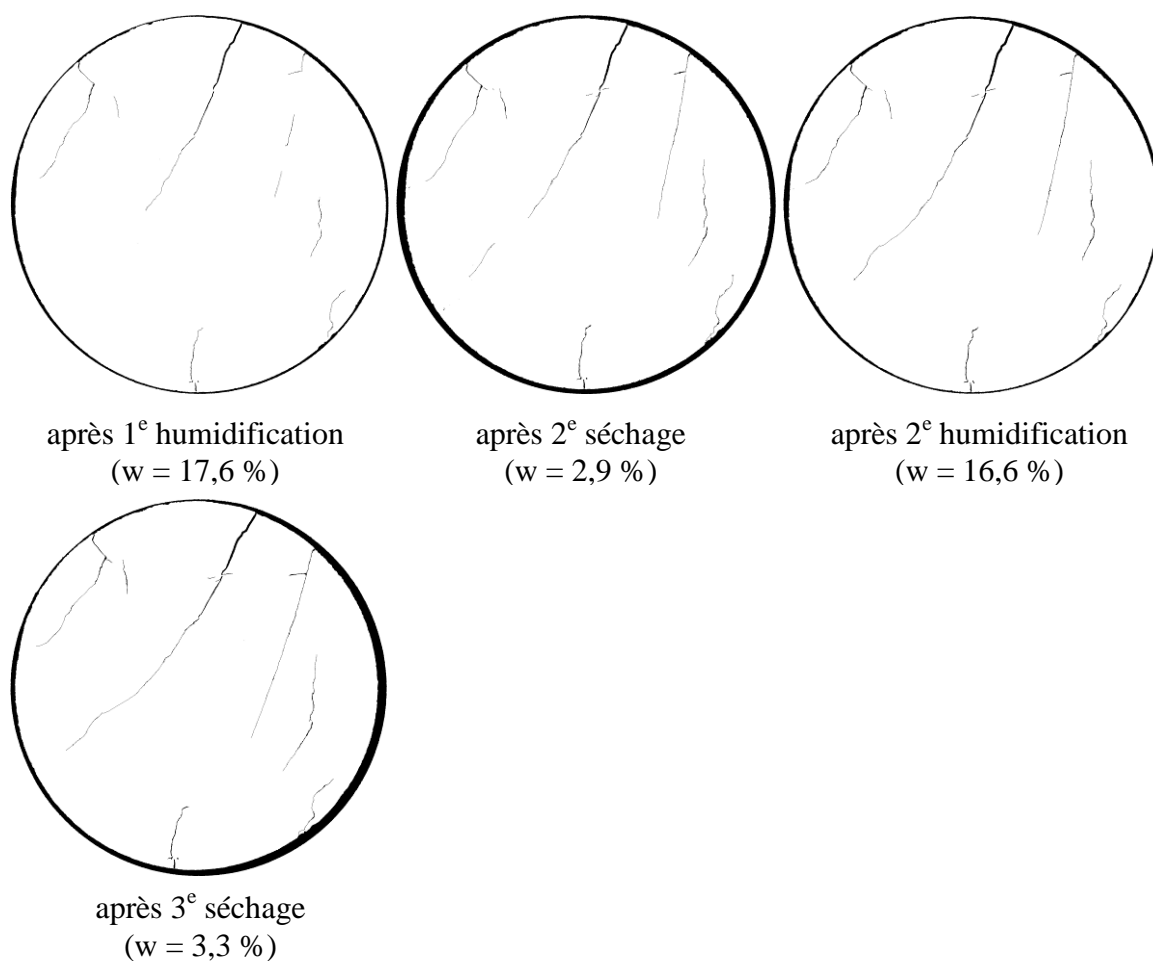 après 1e humidification
(w = 17,6 %)
après 2e séchage
(w = 2,9 %)
après 2e humidification
(w = 16,6 %)
après 3e séchage
(w = 3,3 %)